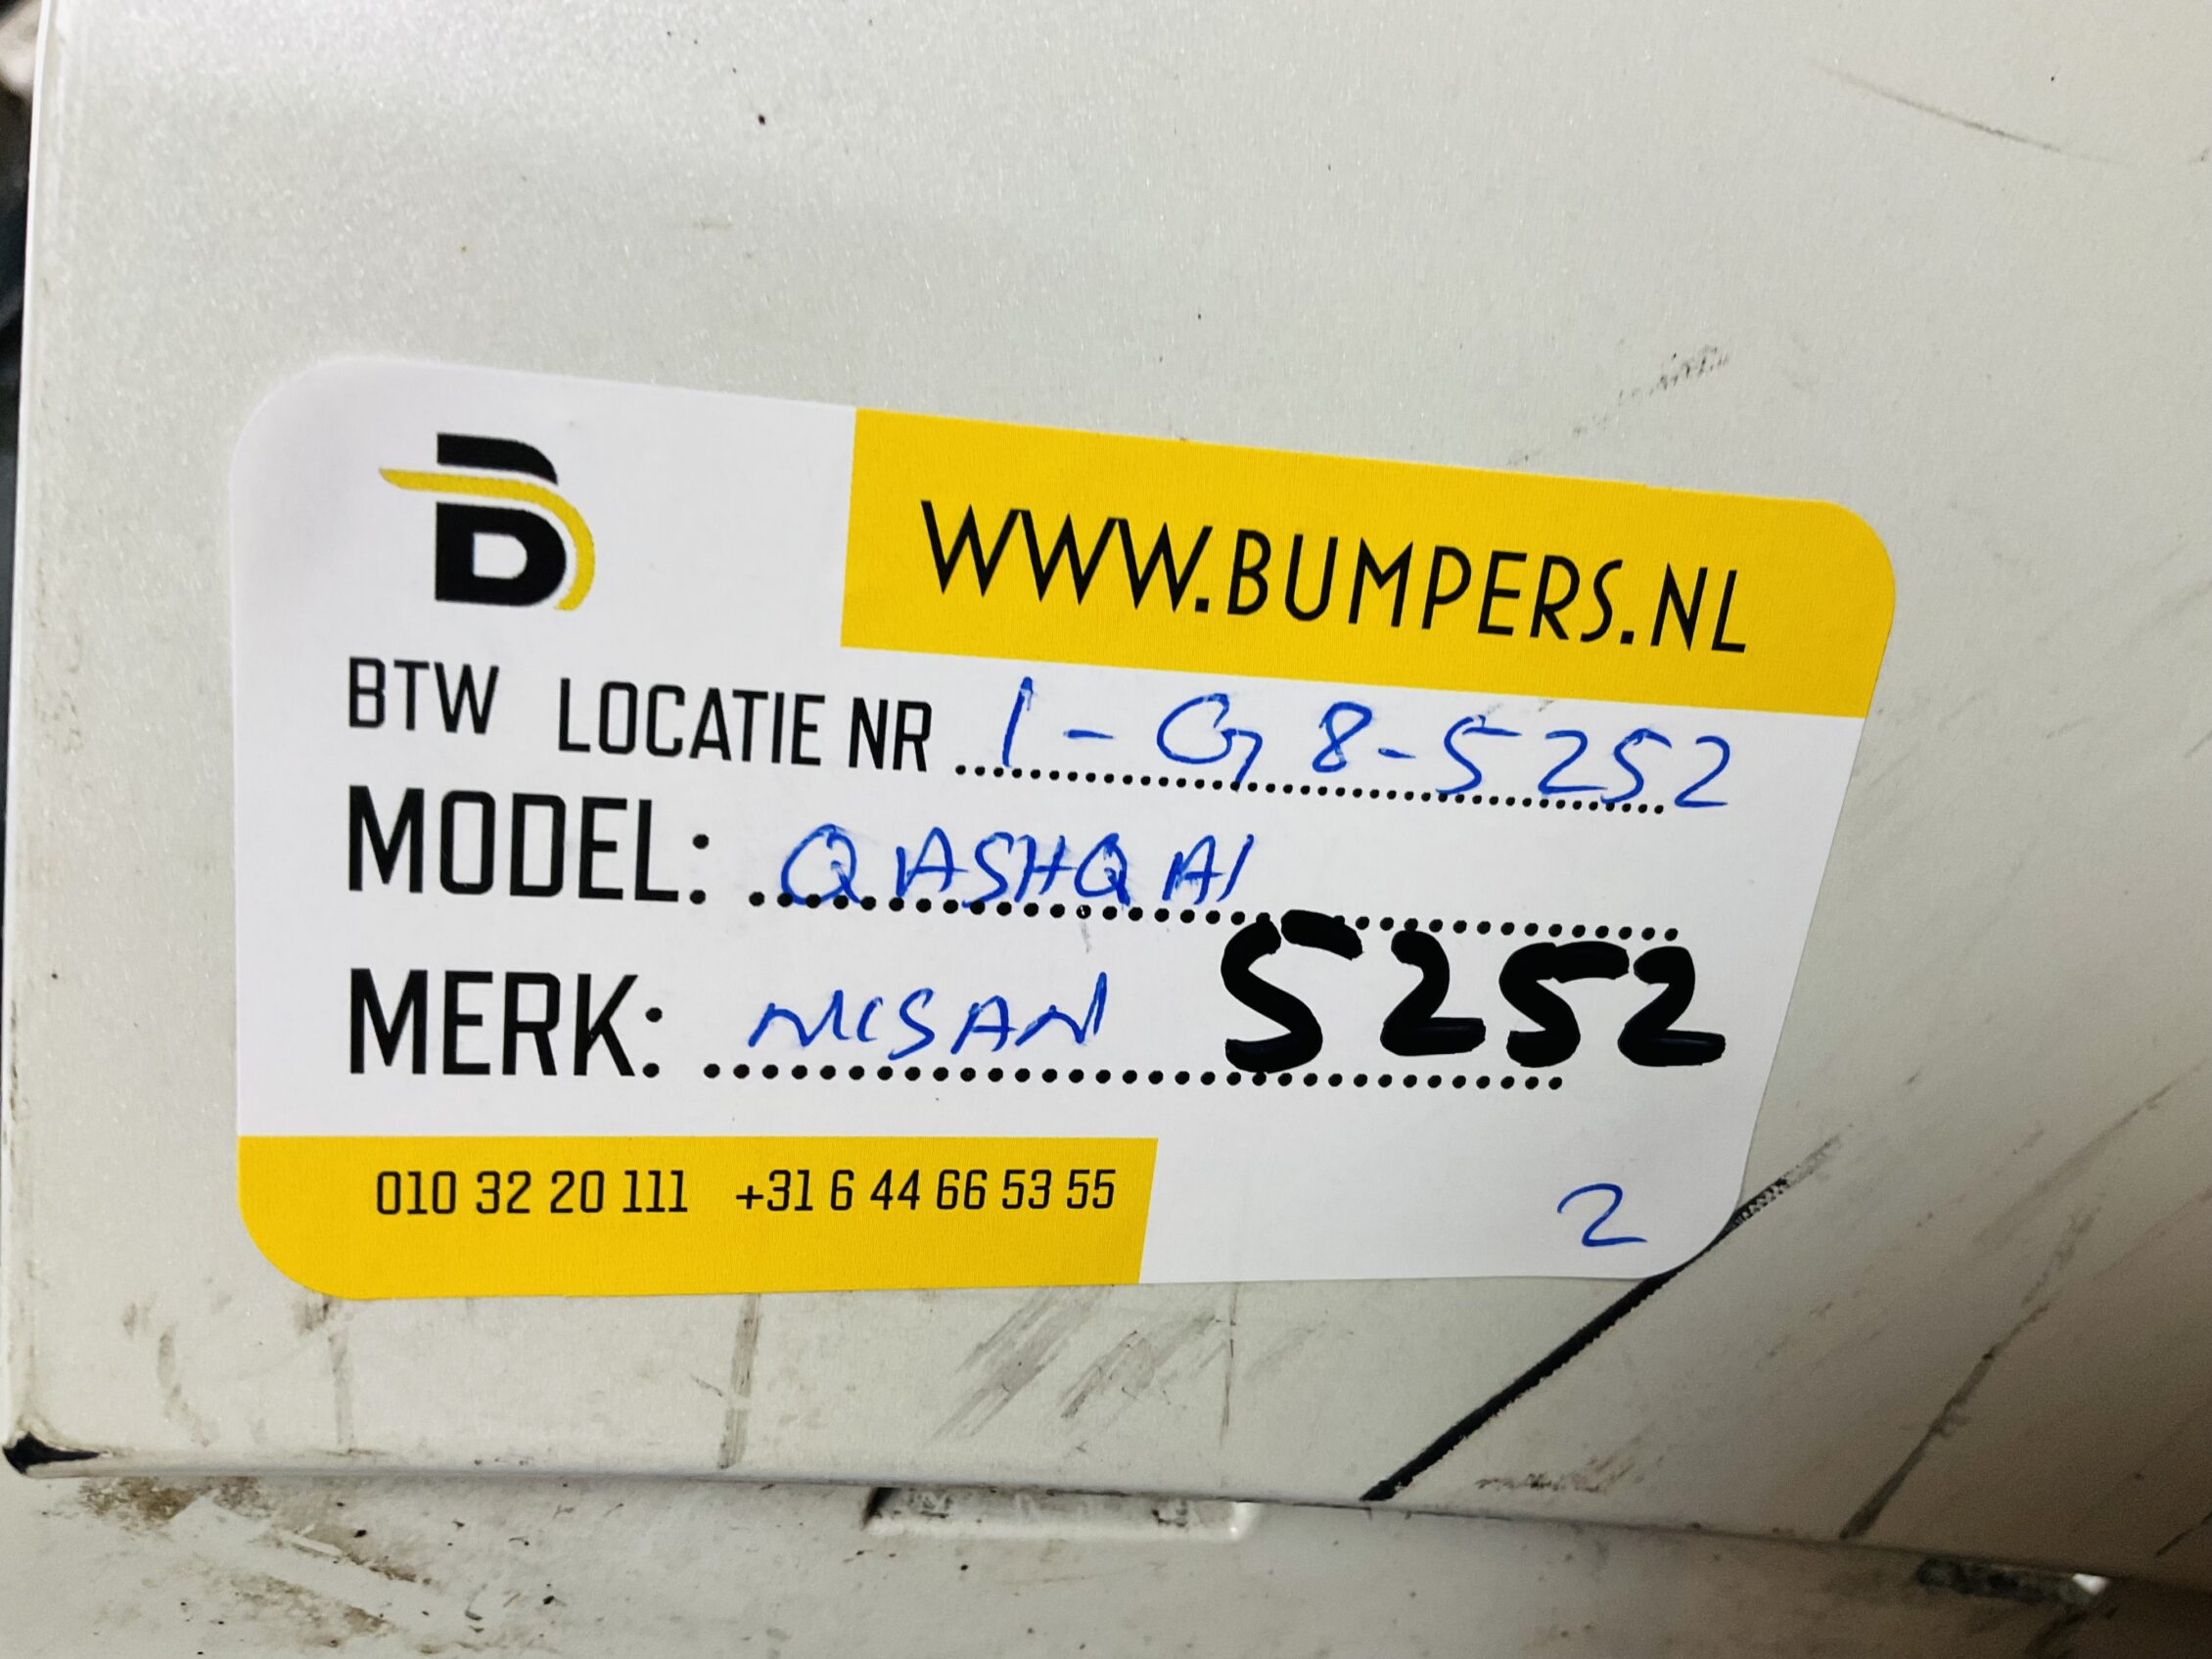 B
WWW.BUMPERS.NL
BTW LOCATIE NR 1-G8-5252
MODEL: QASHQAI
MERK: NISSAN 5252
010 32 20 111 +31 6 44 66 53 55
2